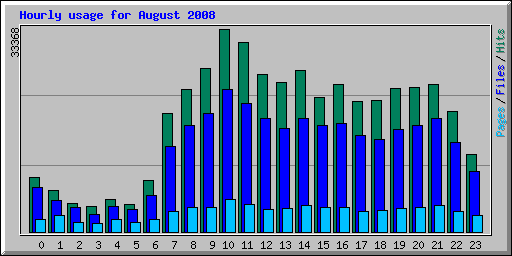 Hourly usage for August 2008
33368
Pages/Files/Hits
0 1 2 3 4 5 6 7 8 9 10 11 12 13 14 15 16 17 18 19 20 21 22 23